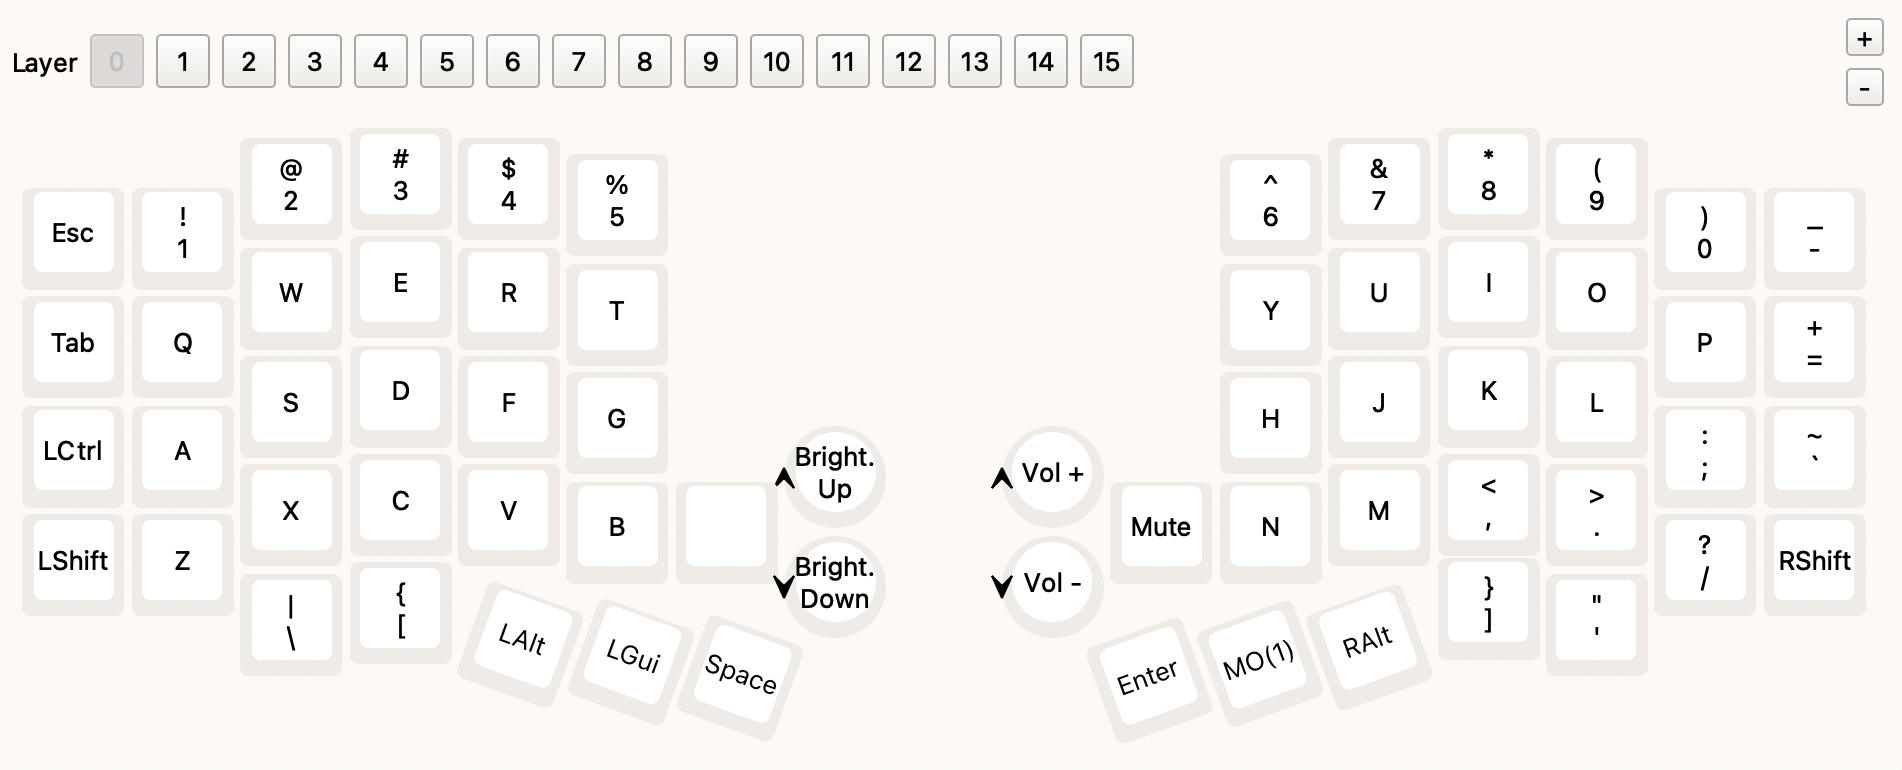 Layer 0 1 2 3 4 5 6 7 8 9 10 11 12 13 14 15
+
-
Esc
!
1
@
2
#
3
$
4
%
5
^
6
&
7
*
8
(
9
)
0
_
-
Tab
Q
W
E
R
T
Y
U
I
O
P
+
=
LCtrl
A
S
D
F
G
Bright.
Up
Vol +
H
J
K
L
:
;
~
`
LShift
Z
X
C
V
B
Bright.
Down
Vol -
Mute
N
M
<
,
>
.
?
/
RShift
|
\
{
[
LAlt
LGui
Space
Enter
MO(1)
RAlt
}
]
"
'